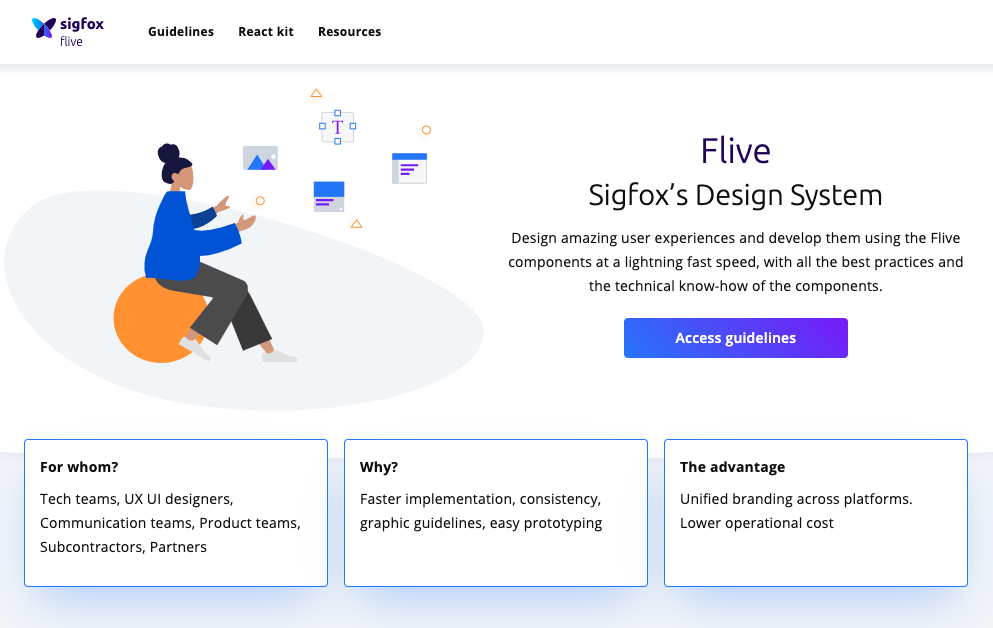 sigfox
flive
Guidelines
React kit
Resources
T
Flive
Sigfox’s Design System
Design amazing user experiences and develop them using the Flive
components at a lightning fast speed, with all the best practices and
the technical know-how of the components.
Access guidelines
For whom?
Tech teams, UX UI designers,
Communication teams, Product teams,
Subcontractors, Partners
Why?
Faster implementation, consistency,
graphic guidelines, easy prototyping
The advantage
Unified branding across platforms.
Lower operational cost